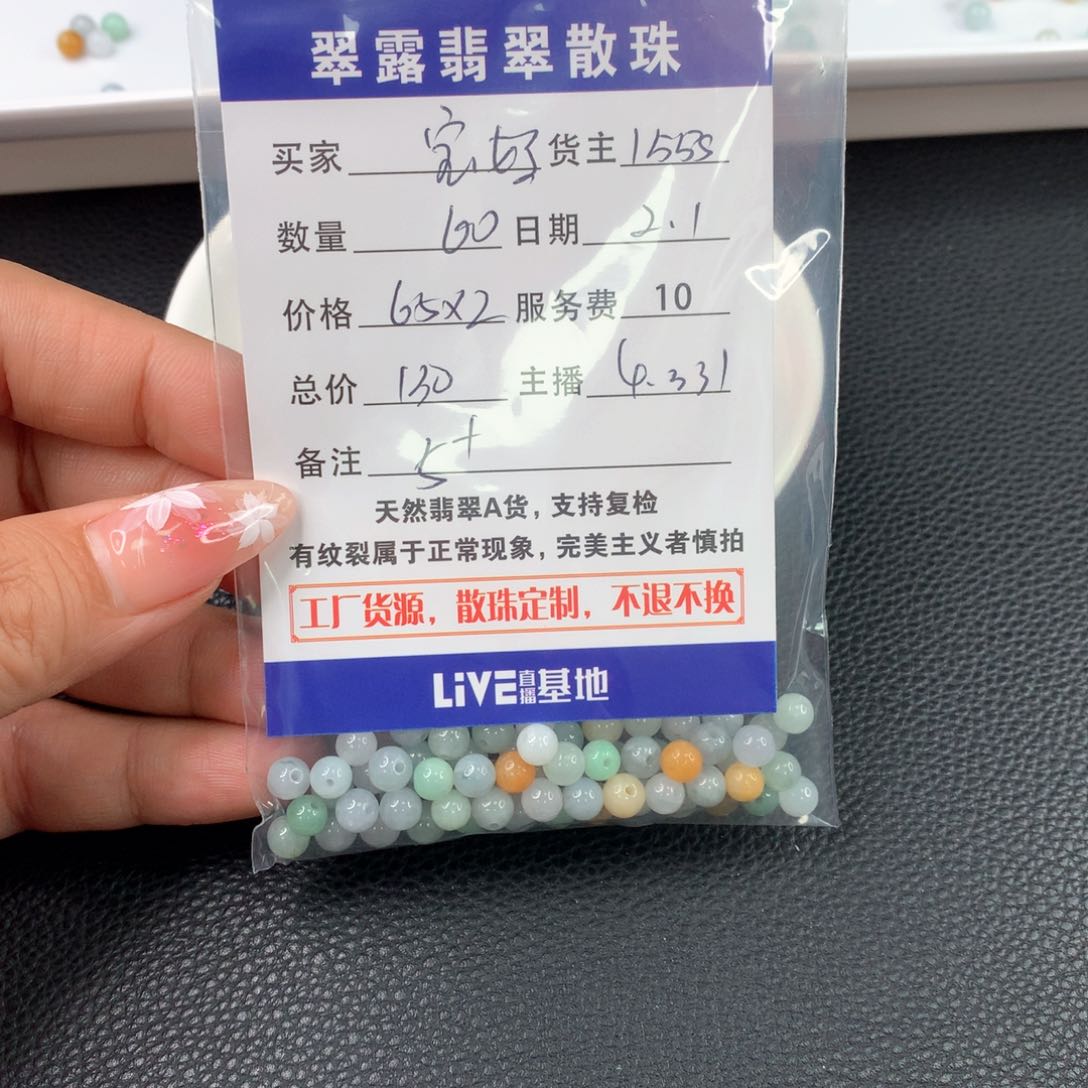 翠露翡翠散珠
买家 宝妈 货主 1555
数量 60 日期 2.1
价格 65x2 服务费 10
总价 130 主播
备注 5+
天然翡翠A货，支持复检
有纹裂属于正常现象，完美主义者慎拍
工厂货源，散珠定制，不退不换
LiVE直播基地